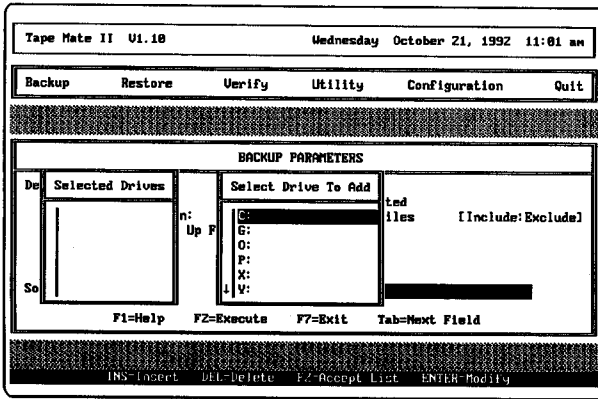 Tape Mate II V1.10 Wednesday October 21, 1992 11:01 am
Backup Restore Verify Utility Configuration Quit
BACKUP PARAMETERS
De Selected Drives Select Drive To Add ted
n: C: iles [Include:Exclude]
Up F G:
O:
P:
X:
So ↓ V:
F1=Help F2=Execute F7=Exit Tab=Next Field
INS-Insert DEL-Delete F2-Accept List ENTER-Modify